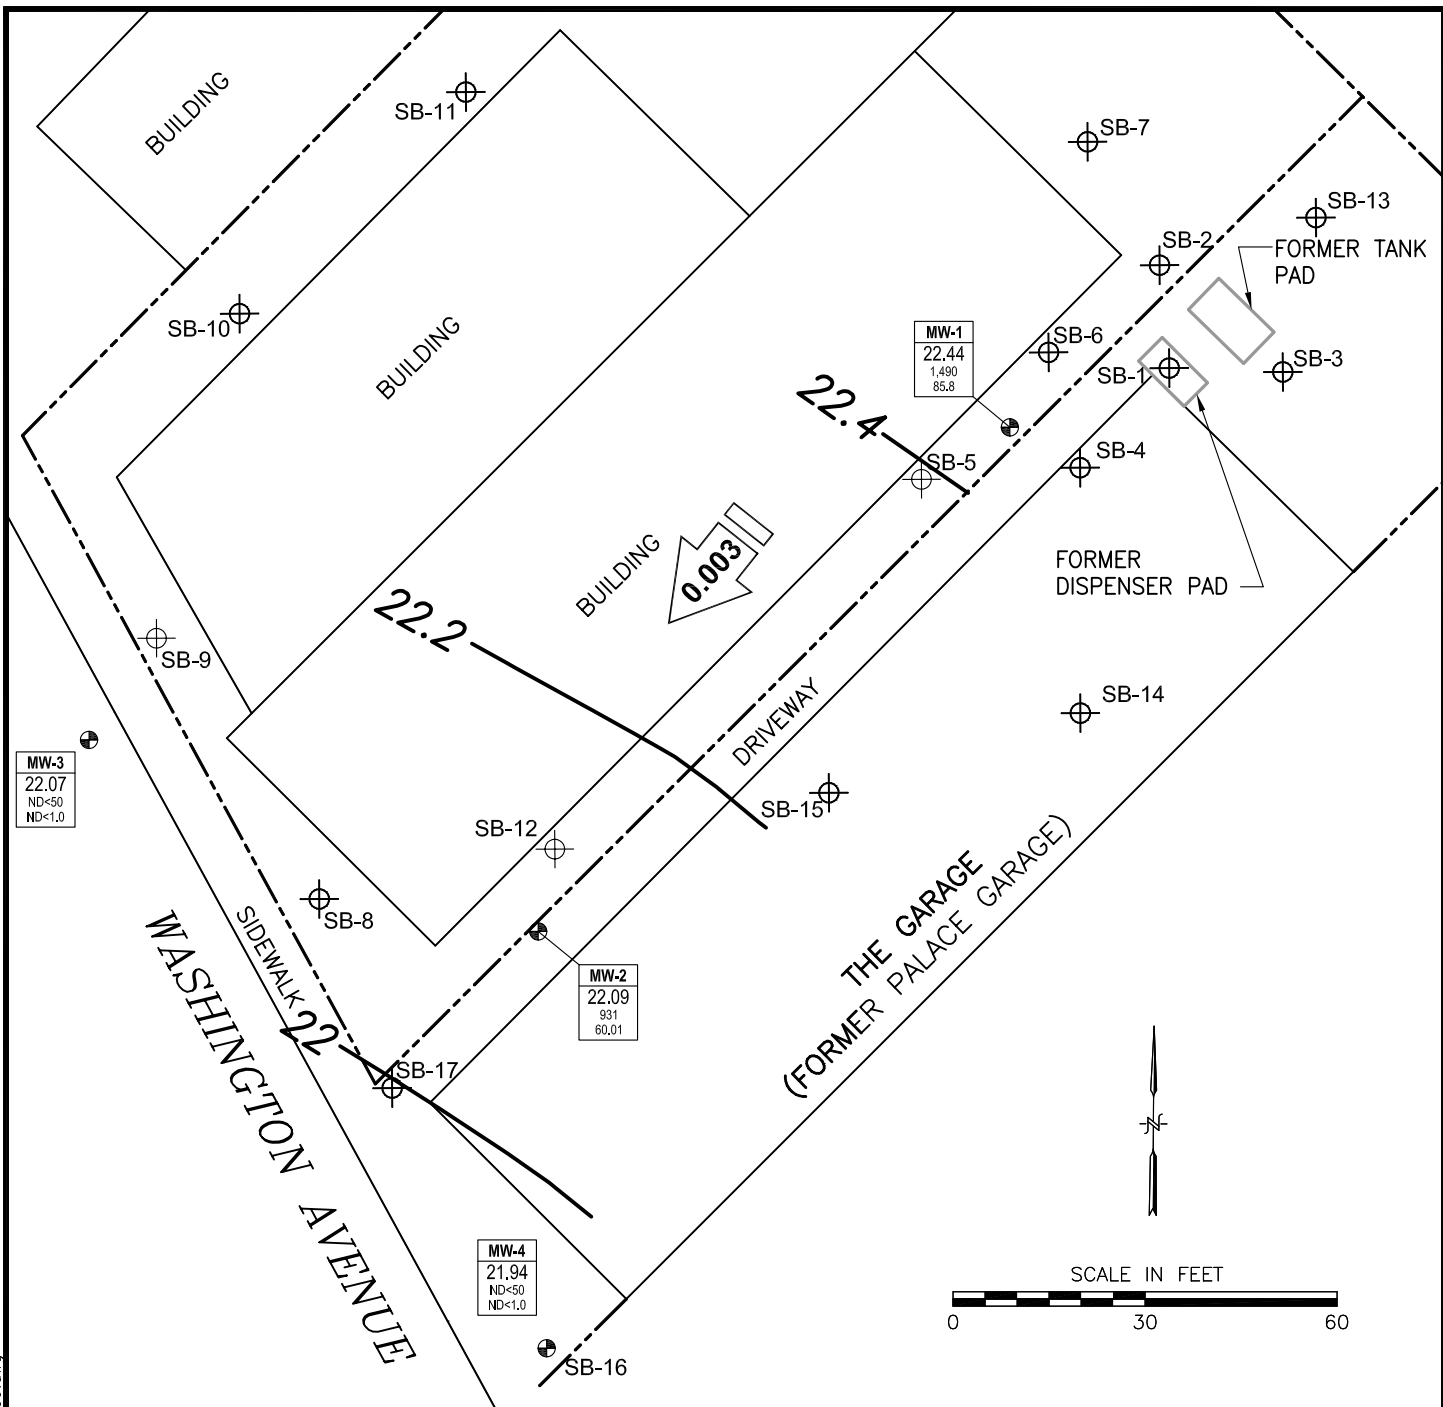 BUILDING
SB-11
SB-7
SB-13
SB-2
FORMER TANK
PAD
SB-10
BUILDING
MW-1
22.44
1,490
85.8
SB-6
SB-1
SB-3
22.4
SB-5
SB-4
0.003
BUILDING
FORMER
DISPENSER PAD
22.2
SB-9
SB-14
DRIVEWAY
MW-3
22.07
ND<50
ND<1.0
SB-15
SB-12
SB-8
SIDEWALK
THE GARAGE
(FORMER PALACE GARAGE)
MW-2
22.09
931
60.01
WASHINGTON AVENUE
22
SB-17
MW-4
21.94
ND<50
ND<1.0
SB-16
N
SCALE IN FEET
0
30
60